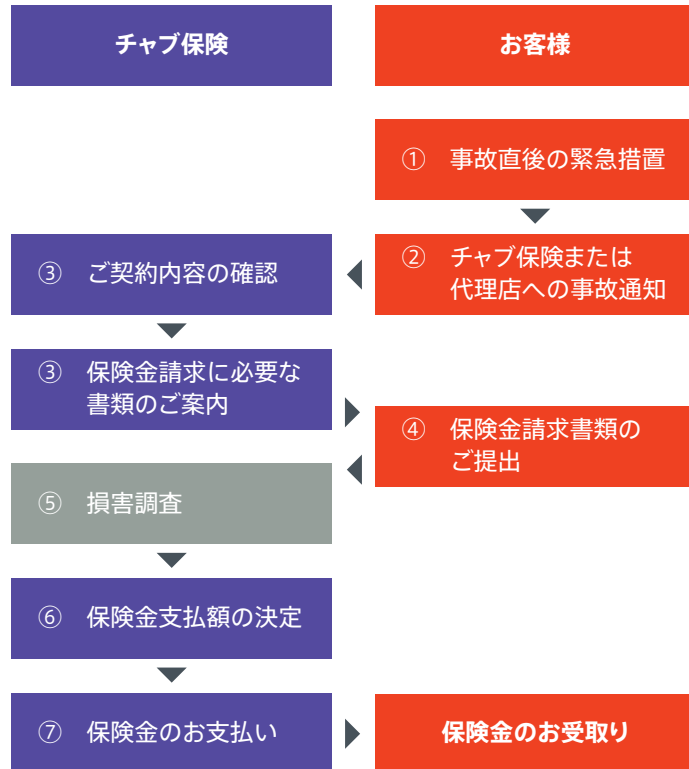 チャブ保険
お客様
① 事故直後の緊急措置
② チャブ保険または
代理店への事故通知
③ ご契約内容の確認
③ 保険金請求に必要な
書類のご案内
④ 保険金請求書類の
ご提出
⑤ 損害調査
⑥ 保険金支払額の決定
⑦ 保険金のお支払い
保険金のお受取り